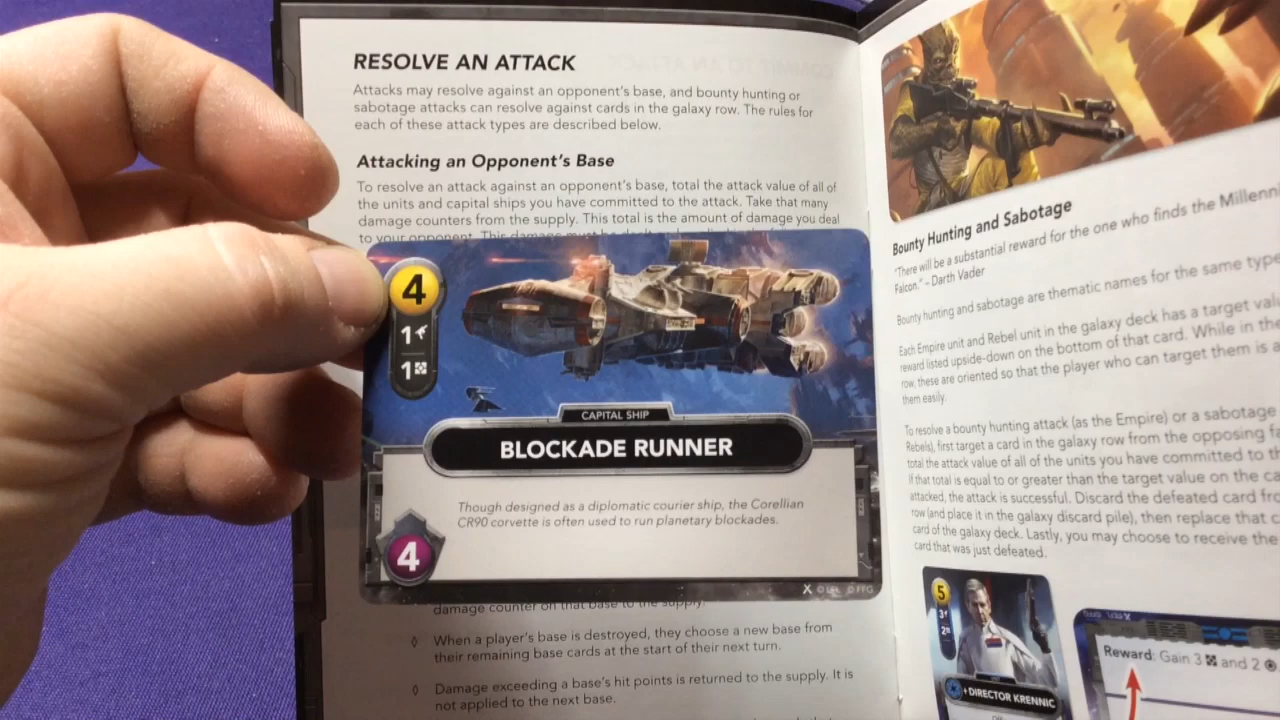 RESOLVE AN ATTACK
Attacks may resolve against an opponent's base, and bounty hunting or
sabotage attacks can resolve against cards in the galaxy row. The rules for
each of these attack types are described below.
Attacking an Opponent's Base
To resolve an attack against an opponent's base, total the attack value of all of
the units and capital ships you have committed to the attack. Take that many
damage counters from the supply. This total is the amount of damage you deal
to your opponent. This damage must be
4
1
1
CAPITAL SHIP
BLOCKADE RUNNER
Though designed as a diplomatic courier ship, the Corellian
CR90 corvette is often used to run planetary blockades.
4
X © LFL © FFG
damage counter on that base to the supply.
◊ When a player's base is destroyed, they choose a new base from
their remaining base cards at the start of their next turn.
◊ Damage exceeding a base's hit points is returned to the supply. It is
not applied to the next base.
Bounty Hunting and Sabotage
"There will be a substantial reward for the one who finds the Millenn
Falcon." – Darth Vader
Bounty hunting and sabotage are thematic names for the same type
Each Empire unit and Rebel unit in the galaxy deck has a target val
reward listed upside-down on the bottom of that card. While in the
row, these are oriented so that the player who can target them is a
them easily.
To resolve a bounty hunting attack (as the Empire) or a sabotage
Rebels), first target a card in the galaxy row from the opposing fa
total the attack value of all of the units you have committed to th
If that total is equal to or greater than the target value on the ca
attacked, the attack is successful. Discard the defeated card fro
row (and place it in the galaxy discard pile), then replace that c
card of the galaxy deck. Lastly, you may choose to receive the
card that was just defeated.
5
3
2
DIRECTOR KRENNIC
Reward: Gain 3 and 2